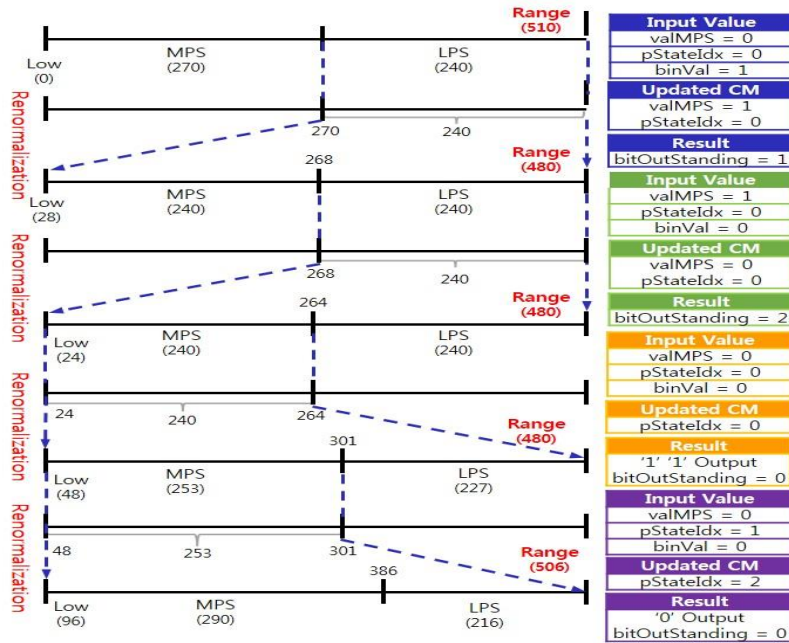 Range
(510)
MPS
(270)
LPS
(240)
Low
(0)
Renormalization
270
240
268
Range
(480)
Low
(28)
MPS
(240)
LPS
(240)
Renormalization
268
240
264
Range
(480)
Low
(24)
MPS
(240)
LPS
(240)
Renormalization
24
240
264
301
Range
(480)
Low
(48)
MPS
(253)
LPS
(227)
Renormalization
48
253
301
386
Range
(506)
Low
(96)
MPS
(290)
LPS
(216)
Input Value
valMPS = 0
pStateIdx = 0
binVal = 1
Updated CM
valMPS = 1
pStateIdx = 0
Result
bitOutStanding = 1
Input Value
valMPS = 1
pStateIdx = 0
binVal = 0
Updated CM
valMPS = 0
pStateIdx = 0
Result
bitOutStanding = 2
Input Value
valMPS = 0
pStateIdx = 0
binVal = 0
Updated CM
pStateIdx = 0
Result
'1' '1' Output
bitOutStanding = 0
Input Value
valMPS = 0
pStateIdx = 1
binVal = 0
Updated CM
pStateIdx = 2
Result
'0' Output
bitOutStanding = 0